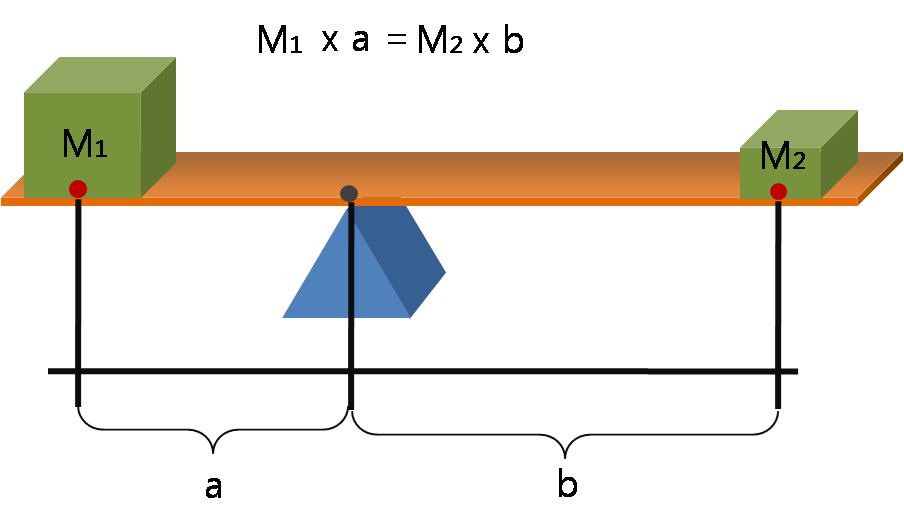 M1 x a = M2 x b
M1
M2
a
b